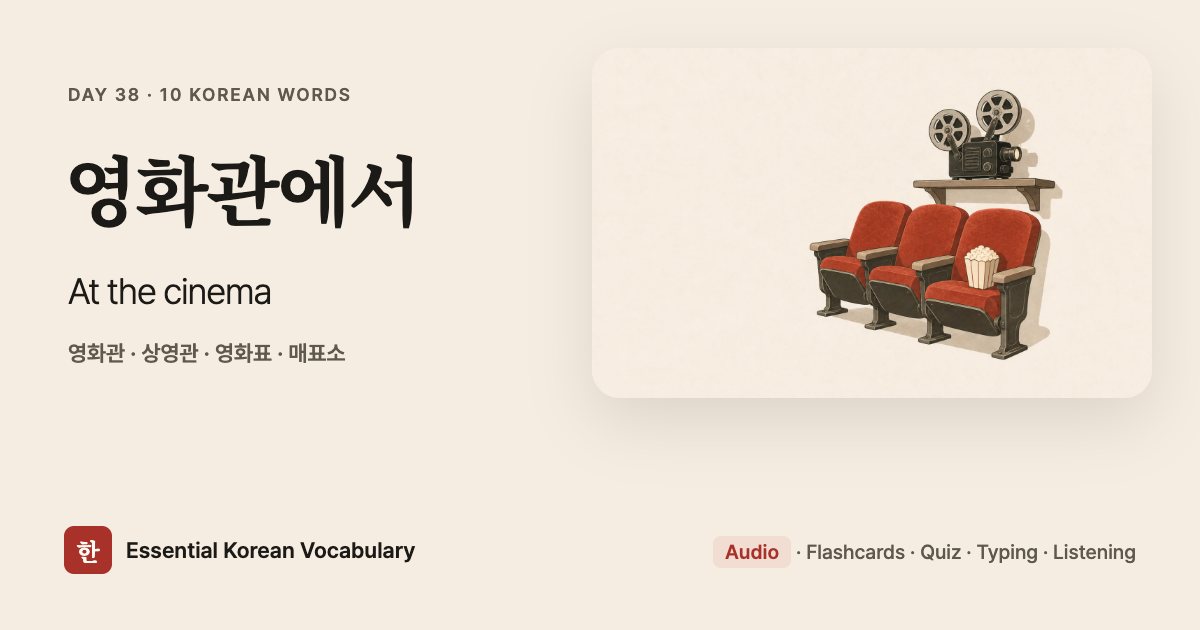 DAY 38 · 10 KOREAN WORDS
영화관에서
At the cinema
영화관 · 상영관 · 영화표 · 매표소
한 Essential Korean Vocabulary
Audio · Flashcards · Quiz · Typing · Listening